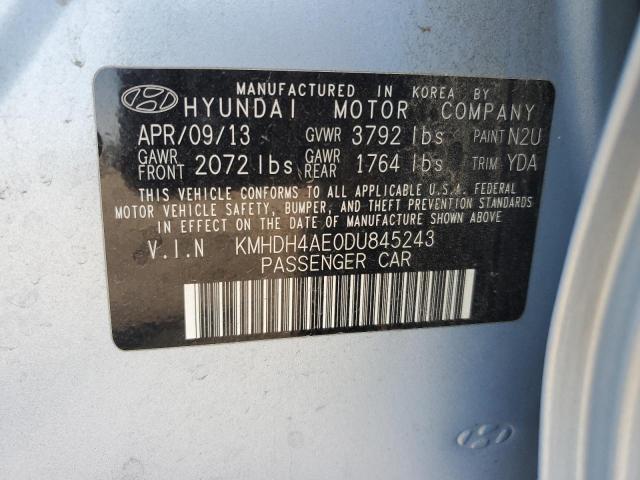 MANUFACTURED IN KOREA BY
HYUNDAI MOTOR COMPANY
APR/09/13 GVWR 3792 lbs PAINT N2U
GAWR FRONT 2072 lbs GAWR REAR 1764 lbs TRIM YDA
THIS VEHICLE CONFORMS TO ALL APPLICABLE U.S.A. FEDERAL
MOTOR VEHICLE SAFETY, BUMPER, AND THEFT PREVENTION STANDARDS
IN EFFECT ON THE DATE OF MANUFACTURE SHOWN ABOVE.
V.I.N KMHDH4AE0DU845243
PASSENGER CAR